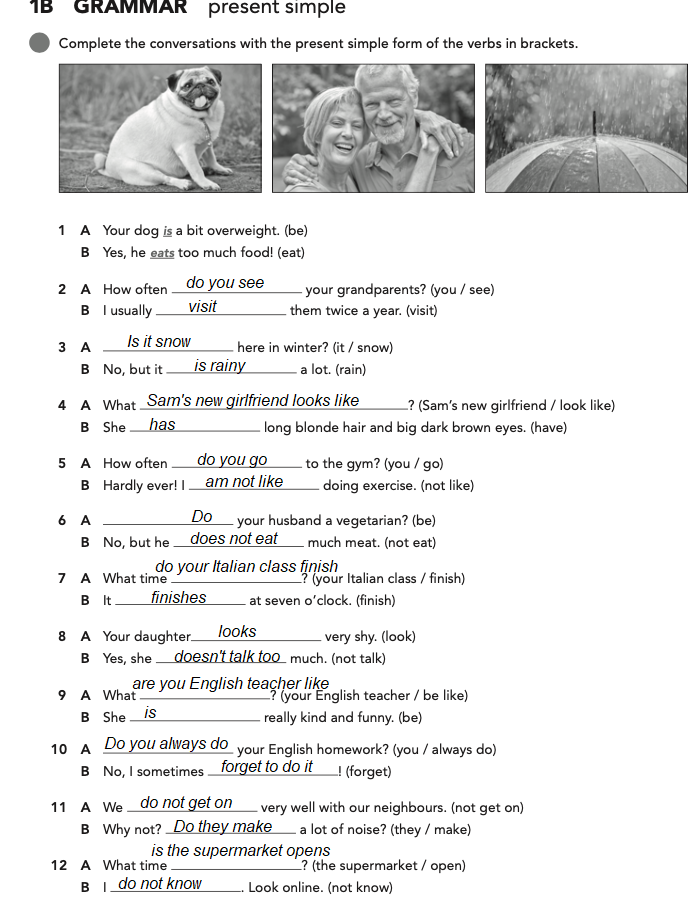 1B GRAMMAR present simple
Complete the conversations with the present simple form of the verbs in brackets.
1 A Your dog is a bit overweight. (be)
B Yes, he eats too much food! (eat)
2 A How often do you see your grandparents? (you / see)
B I usually visit them twice a year. (visit)
3 A Is it snow here in winter? (it / snow)
B No, but it is rainy a lot. (rain)
4 A What Sam's new girlfriend looks like ? (Sam's new girlfriend / look like)
B She has long blonde hair and big dark brown eyes. (have)
5 A How often do you go to the gym? (you / go)
B Hardly ever! I am not like doing exercise. (not like)
6 A Do your husband a vegetarian? (be)
B No, but he does not eat much meat. (not eat)
do your Italian class finish
7 A What time ? (your Italian class / finish)
B It finishes at seven o'clock. (finish)
8 A Your daughter looks very shy. (look)
B Yes, she doesn't talk too much. (not talk)
are you English teacher like
9 A What ? (your English teacher / be like)
B She is really kind and funny. (be)
10 A Do you always do your English homework? (you / always do)
B No, I sometimes forget to do it ! (forget)
11 A We do not get on very well with our neighbours. (not get on)
B Why not? Do they make a lot of noise? (they / make)
is the supermarket opens
12 A What time ? (the supermarket / open)
B I do not know . Look online. (not know)